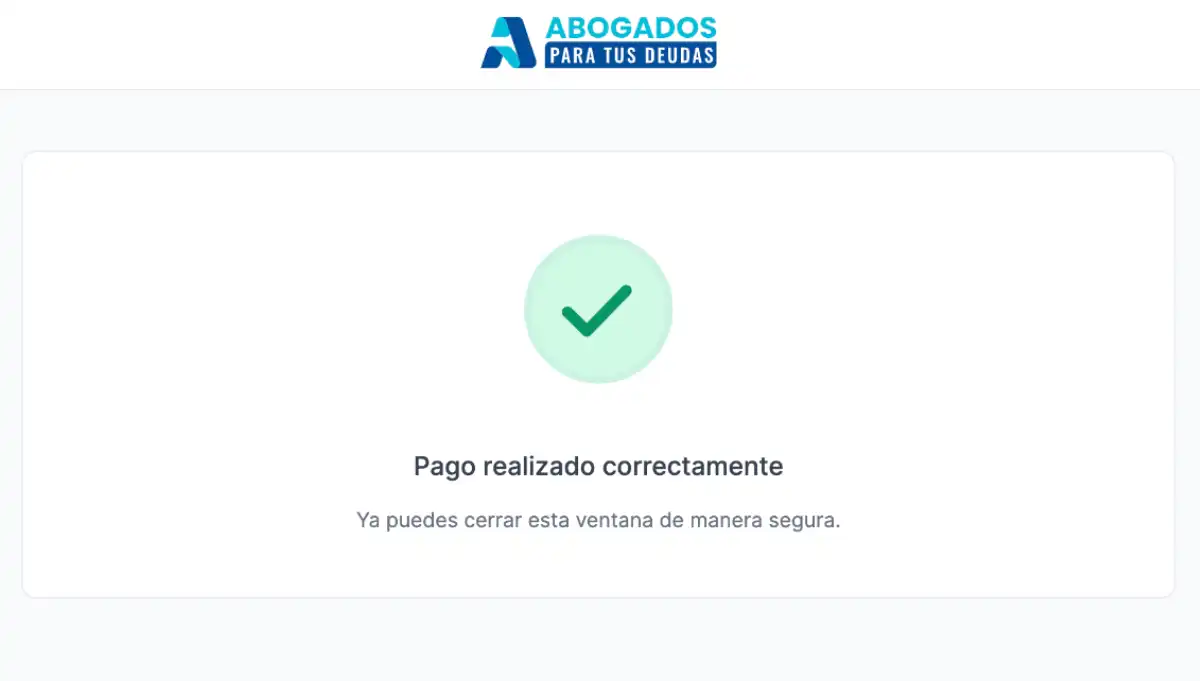 ABOGADOS
PARA TUS DEUDAS
Pago realizado correctamente
Ya puedes cerrar esta ventana de manera segura.